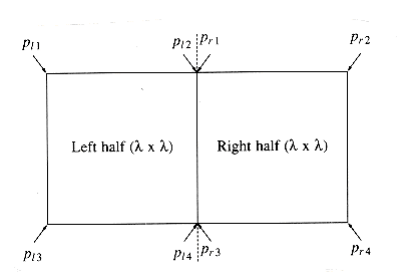 p_l1 p_l2 p_r1 p_r2
Left half (λ x λ) Right half (λ x λ)
p_l3 p_l4 p_r3 p_r4